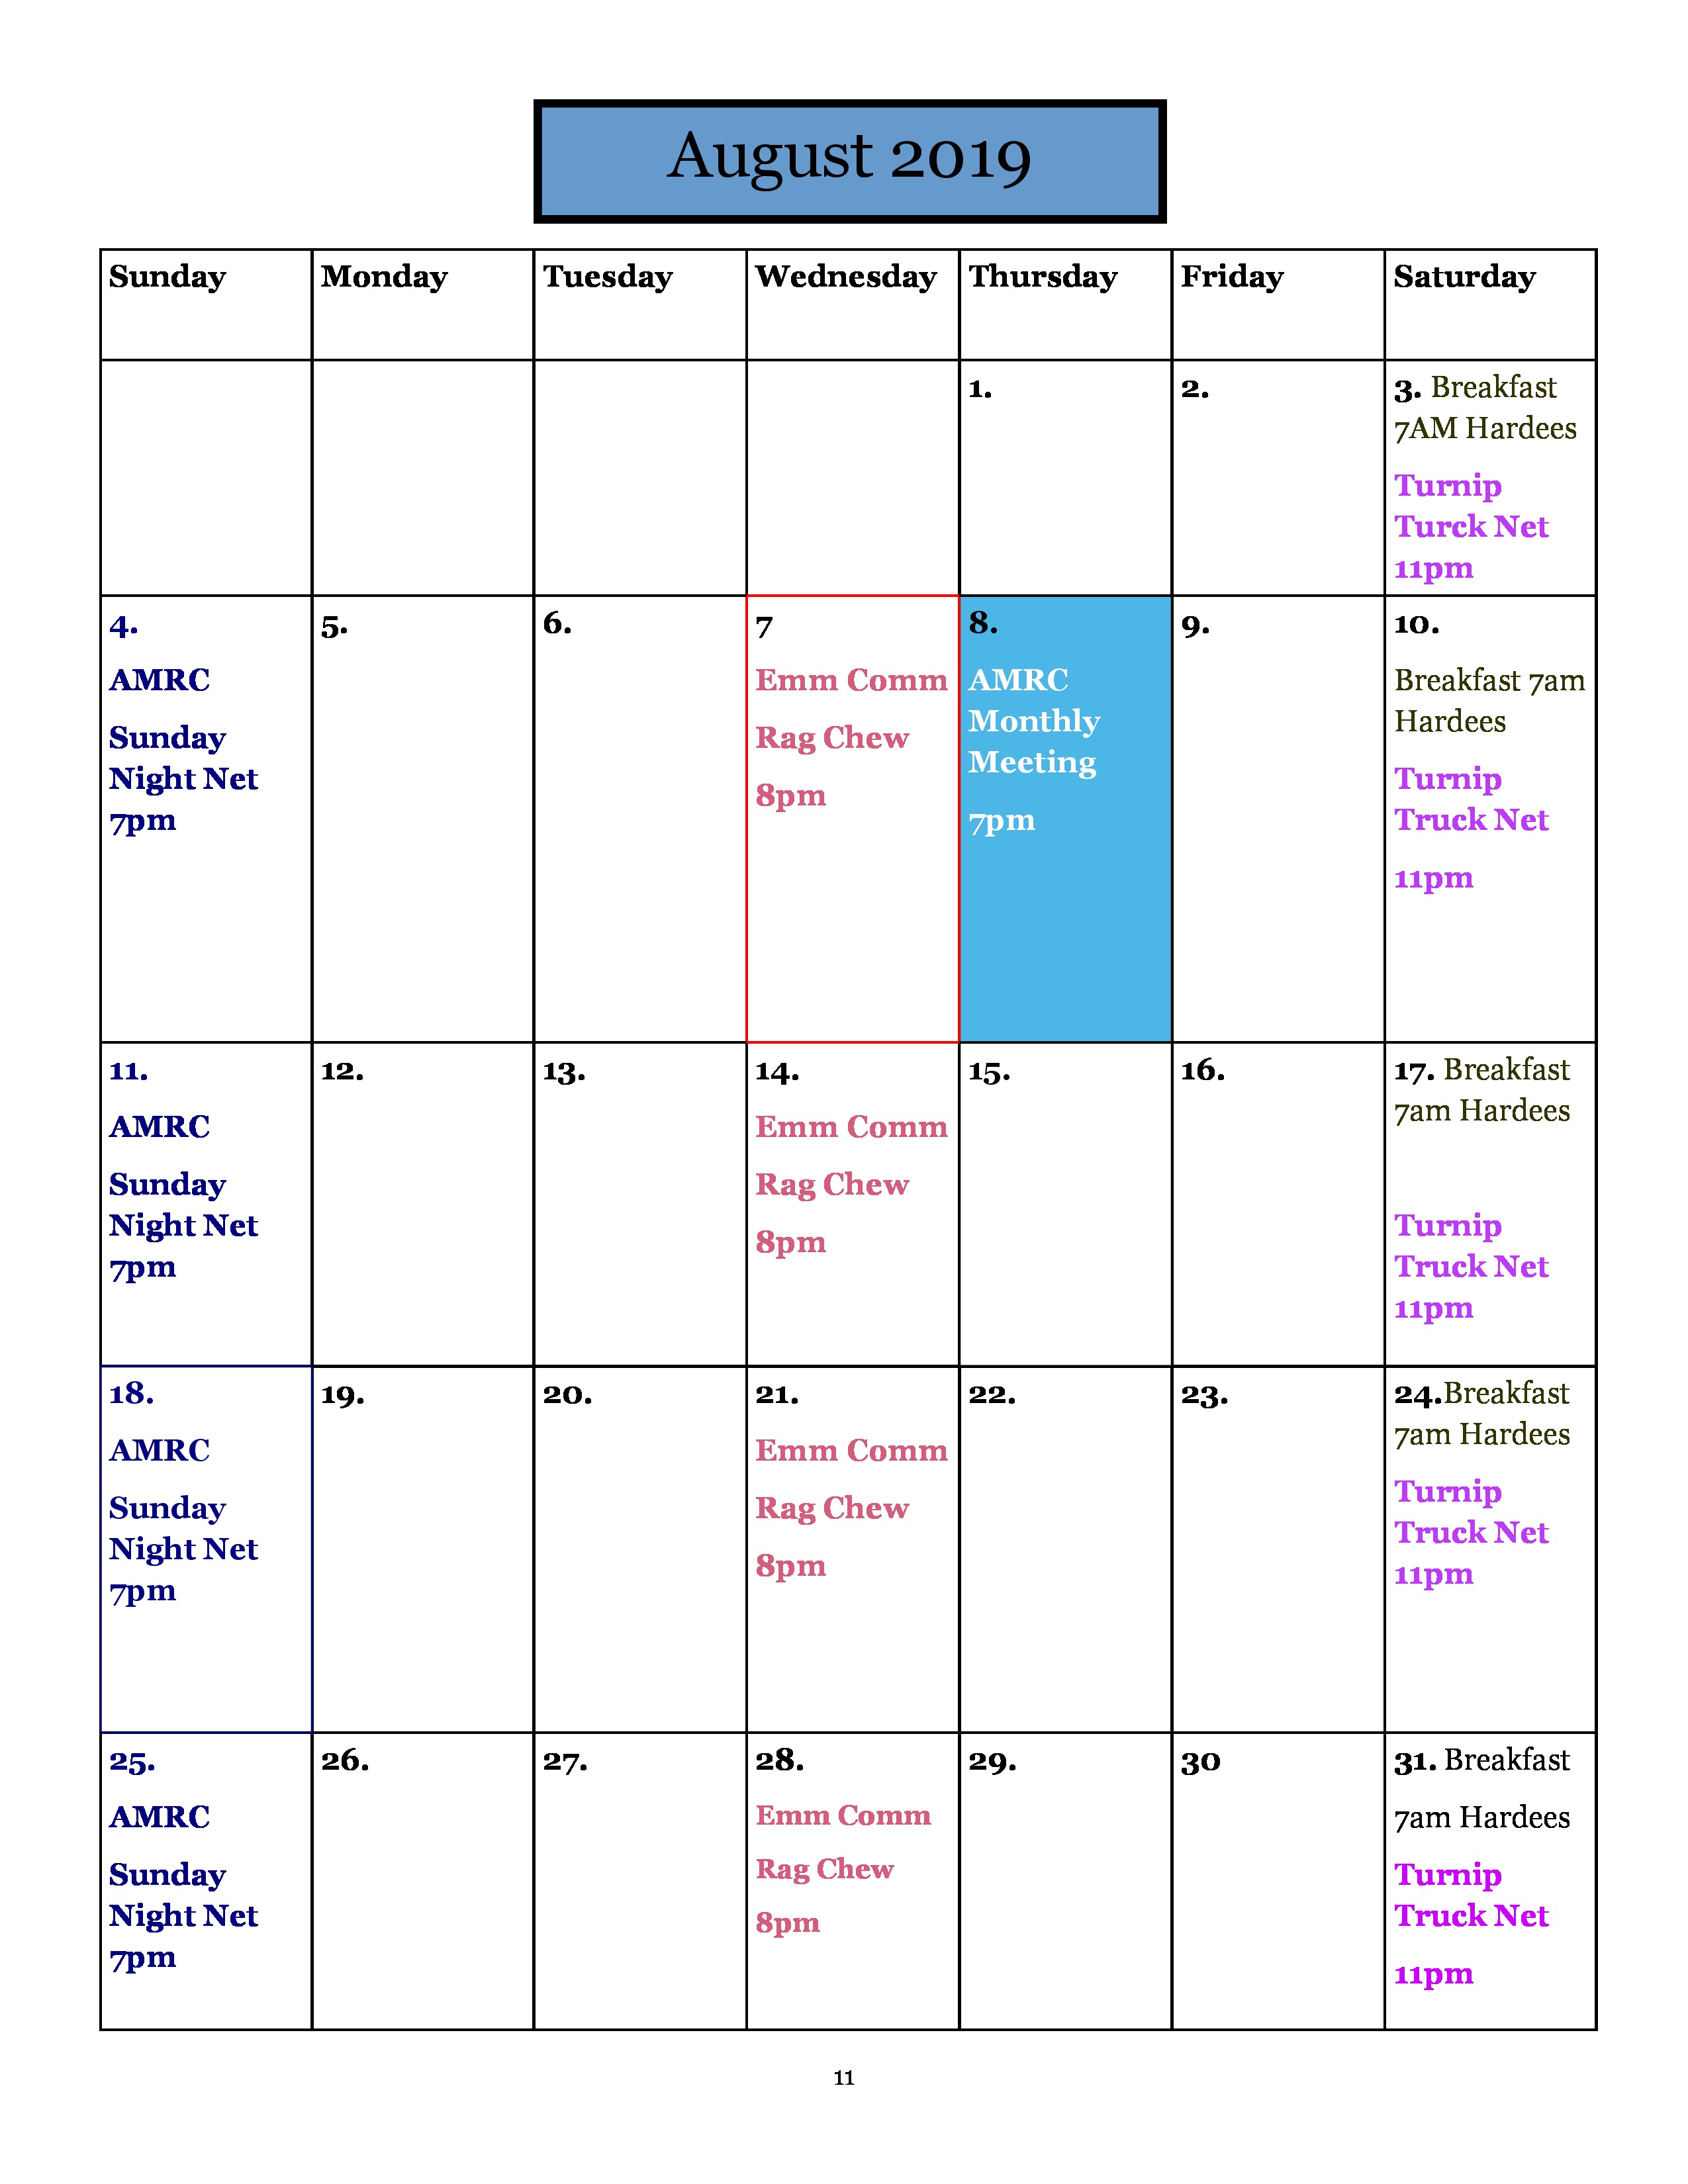 August 2019
Sunday
Monday
Tuesday
Wednesday
Thursday
Friday
Saturday
1.
2.
3. Breakfast
7AM Hardees
Turnip
Turck Net
11pm
4.
AMRC
Sunday
Night Net
7pm
5.
6.
7
Emm Comm
Rag Chew
8pm
8.
AMRC
Monthly
Meeting
7pm
9.
10.
Breakfast 7am
Hardees
Turnip
Truck Net
11pm
11.
AMRC
Sunday
Night Net
7pm
12.
13.
14.
Emm Comm
Rag Chew
8pm
15.
16.
17. Breakfast
7am Hardees
Turnip
Truck Net
11pm
18.
AMRC
Sunday
Night Net
7pm
19.
20.
21.
Emm Comm
Rag Chew
8pm
22.
23.
24.Breakfast
7am Hardees
Turnip
Truck Net
11pm
25.
AMRC
Sunday
Night Net
7pm
26.
27.
28.
Emm Comm
Rag Chew
8pm
29.
30
31. Breakfast
7am Hardees
Turnip
Truck Net
11pm
11